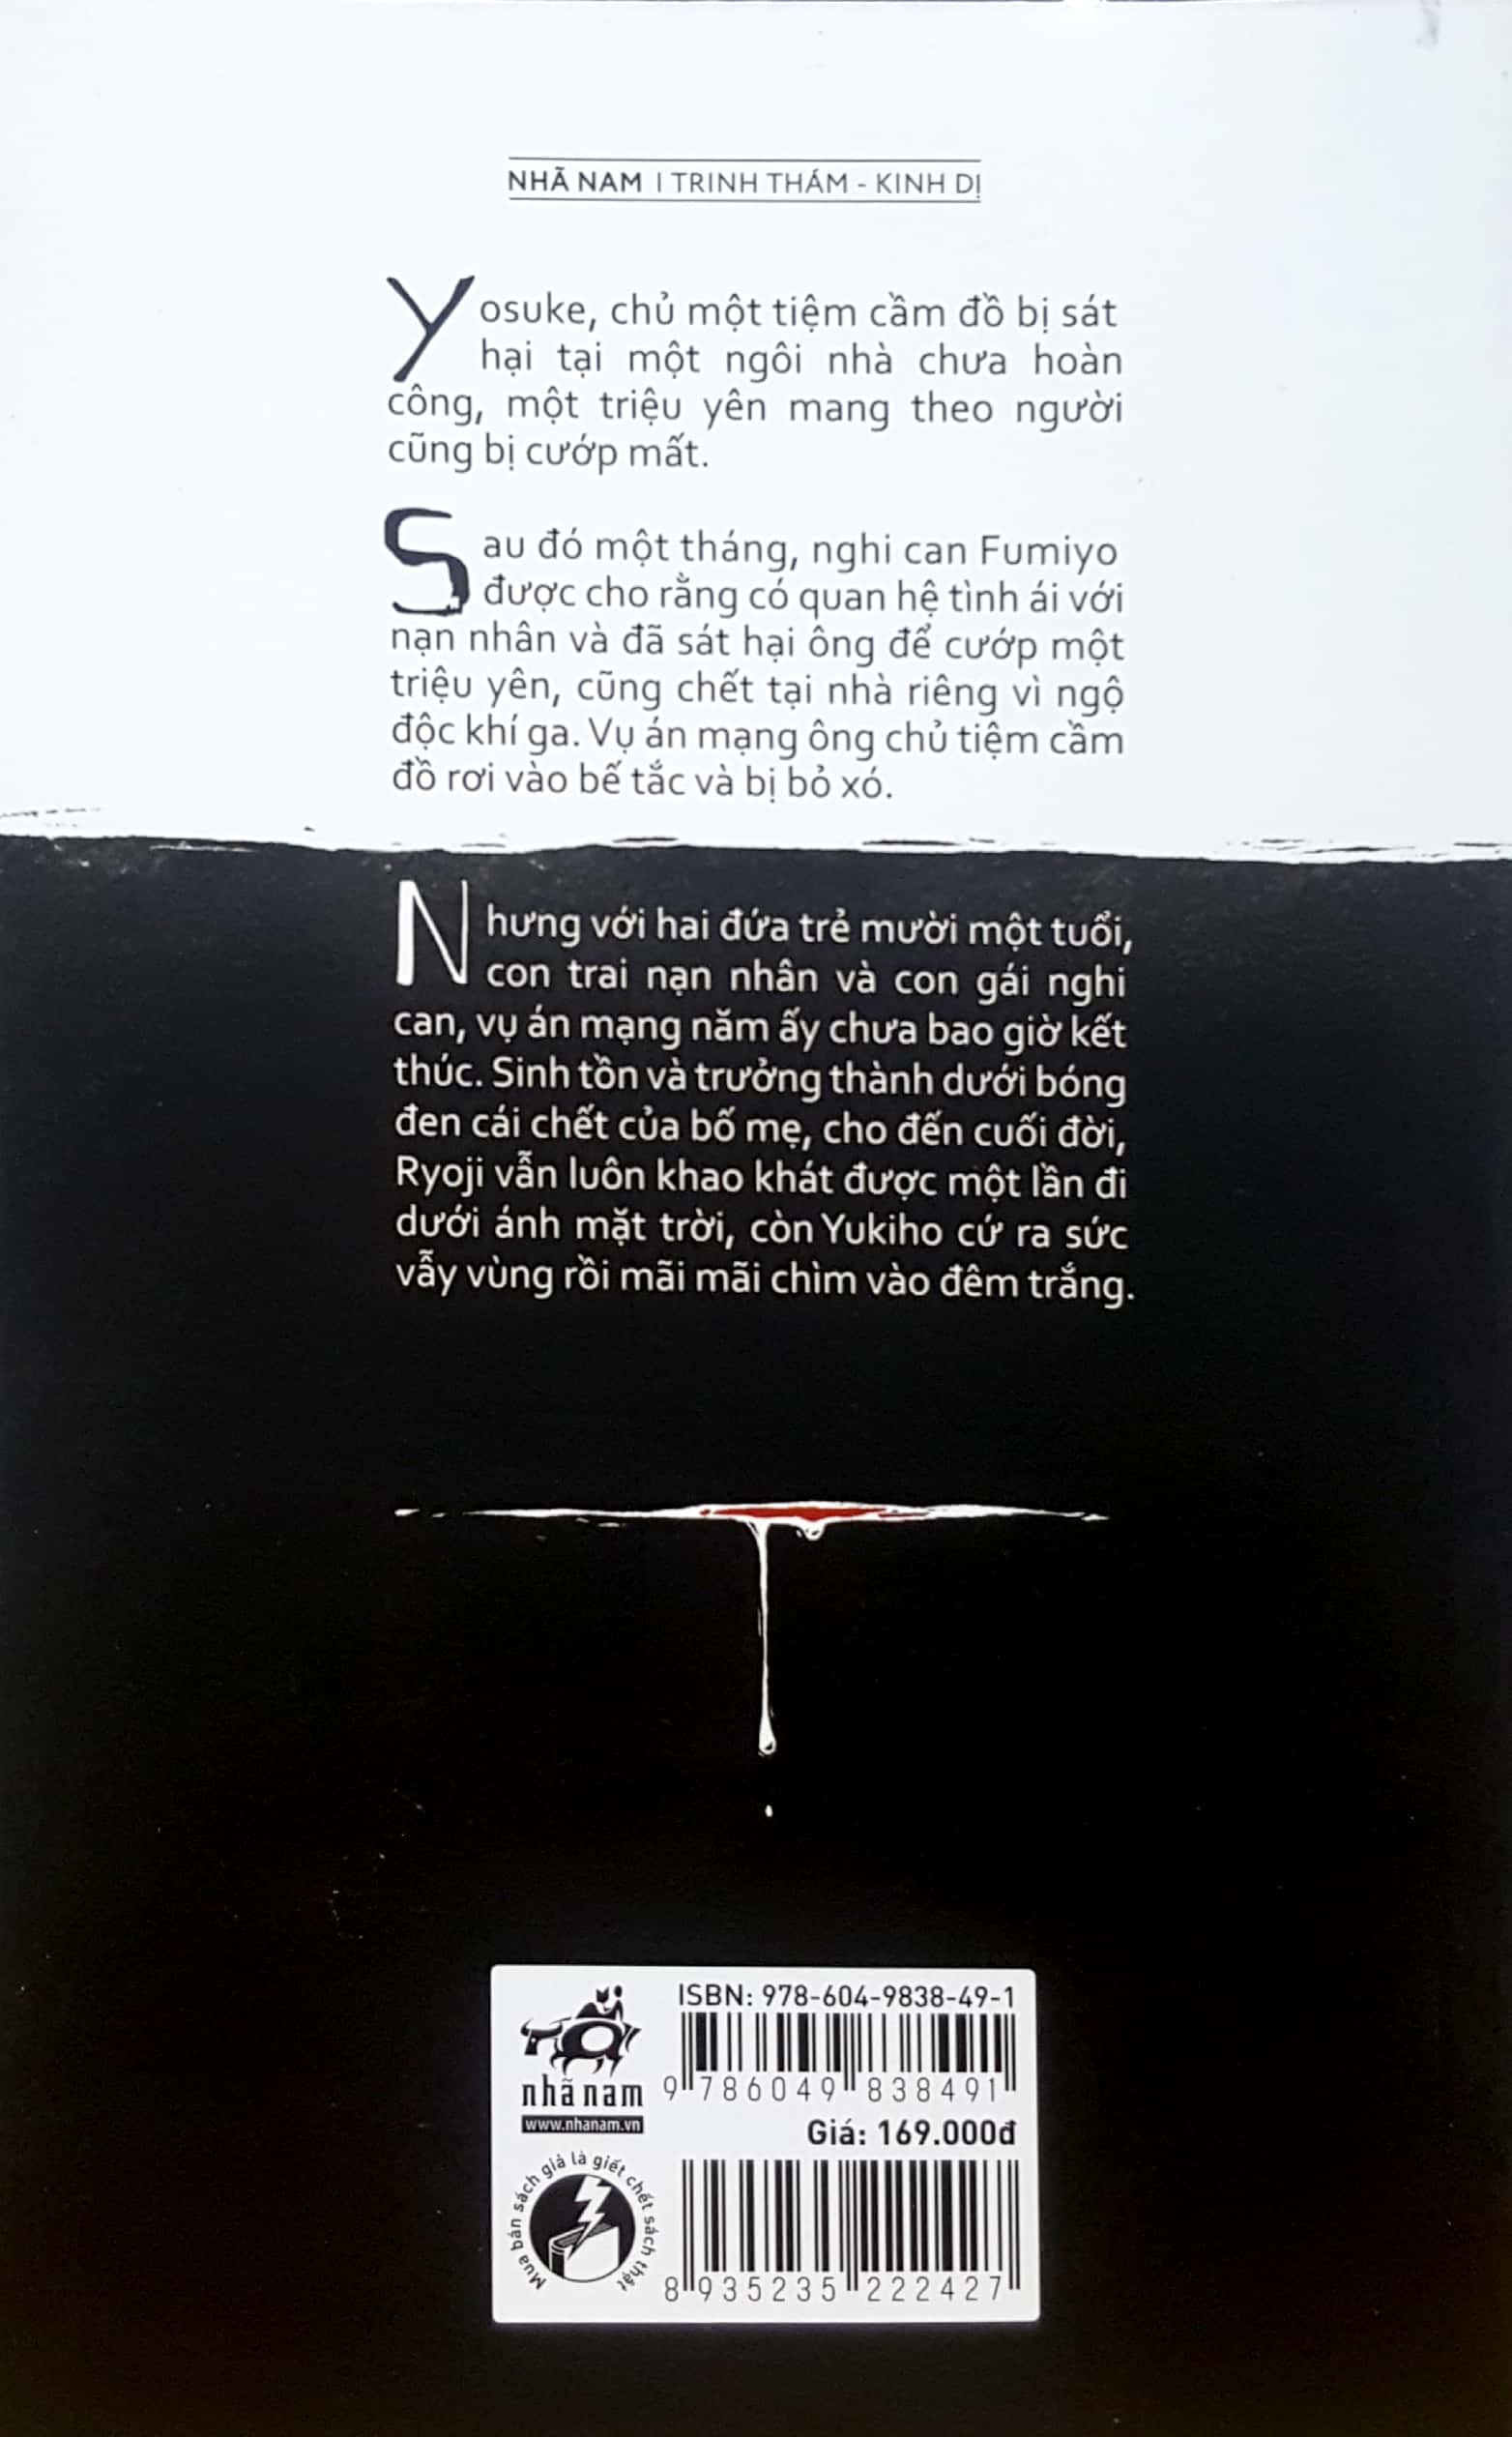 NHÃ NAM | TRINH THÁM - KINH DỊ
Yosuke, chủ một tiệm cầm đồ bị sát
hại tại một ngôi nhà chưa hoàn
công, một triệu yên mang theo người
cũng bị cướp mất.
Sau đó một tháng, nghi can Fumiyo
được cho rằng có quan hệ tình ái với
nạn nhân và đã sát hại ông để cướp một
triệu yên, cũng chết tại nhà riêng vì ngộ
độc khí ga. Vụ án mạng ông chủ tiệm cầm
đồ rơi vào bế tắc và bị bỏ xó.
Nhưng với hai đứa trẻ mười một tuổi,
con trai nạn nhân và con gái nghi
can, vụ án mạng năm ấy chưa bao giờ kết
thúc. Sinh tồn và trưởng thành dưới bóng
đen cái chết của bố mẹ, cho đến cuối đời,
Ryoji vẫn luôn khao khát được một lần đi
dưới ánh mặt trời, còn Yukiho cứ ra sức
vẫy vùng rồi mãi mãi chìm vào đêm trắng.
ISBN: 978-604-9838-49-1
9 786049 838491
nhã nam
www.nhanam.vn
Giá: 169.000đ
Mua bán sách giả là giết chết sách thật
8 935235 222427